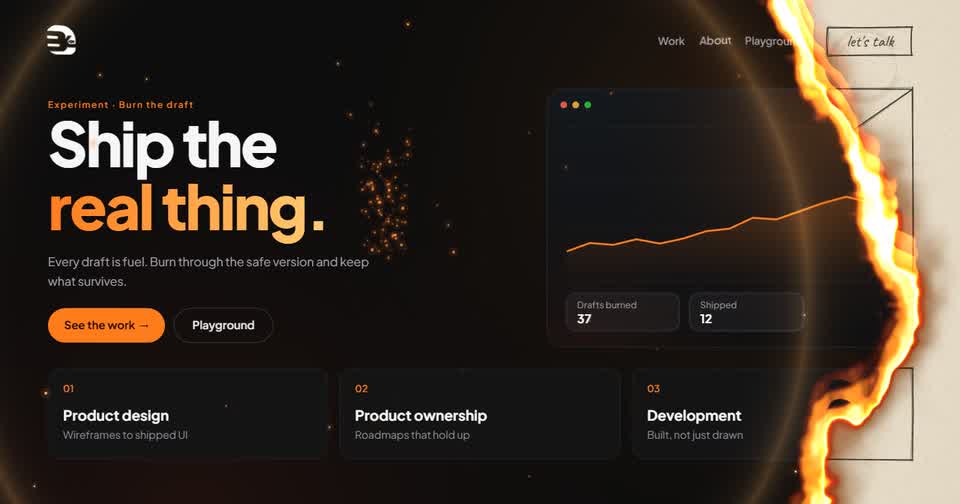 Work
About
let's talk
Experiment · Burn the draft
Ship the
real thing.
Every draft is fuel. Burn through the safe version and keep
what survives.
See the work →
Playground
Drafts burned
37
Shipped
12
01
Product design
Wireframes to shipped UI
02
Product ownership
Roadmaps that hold up
03
Development
Built, not just drawn